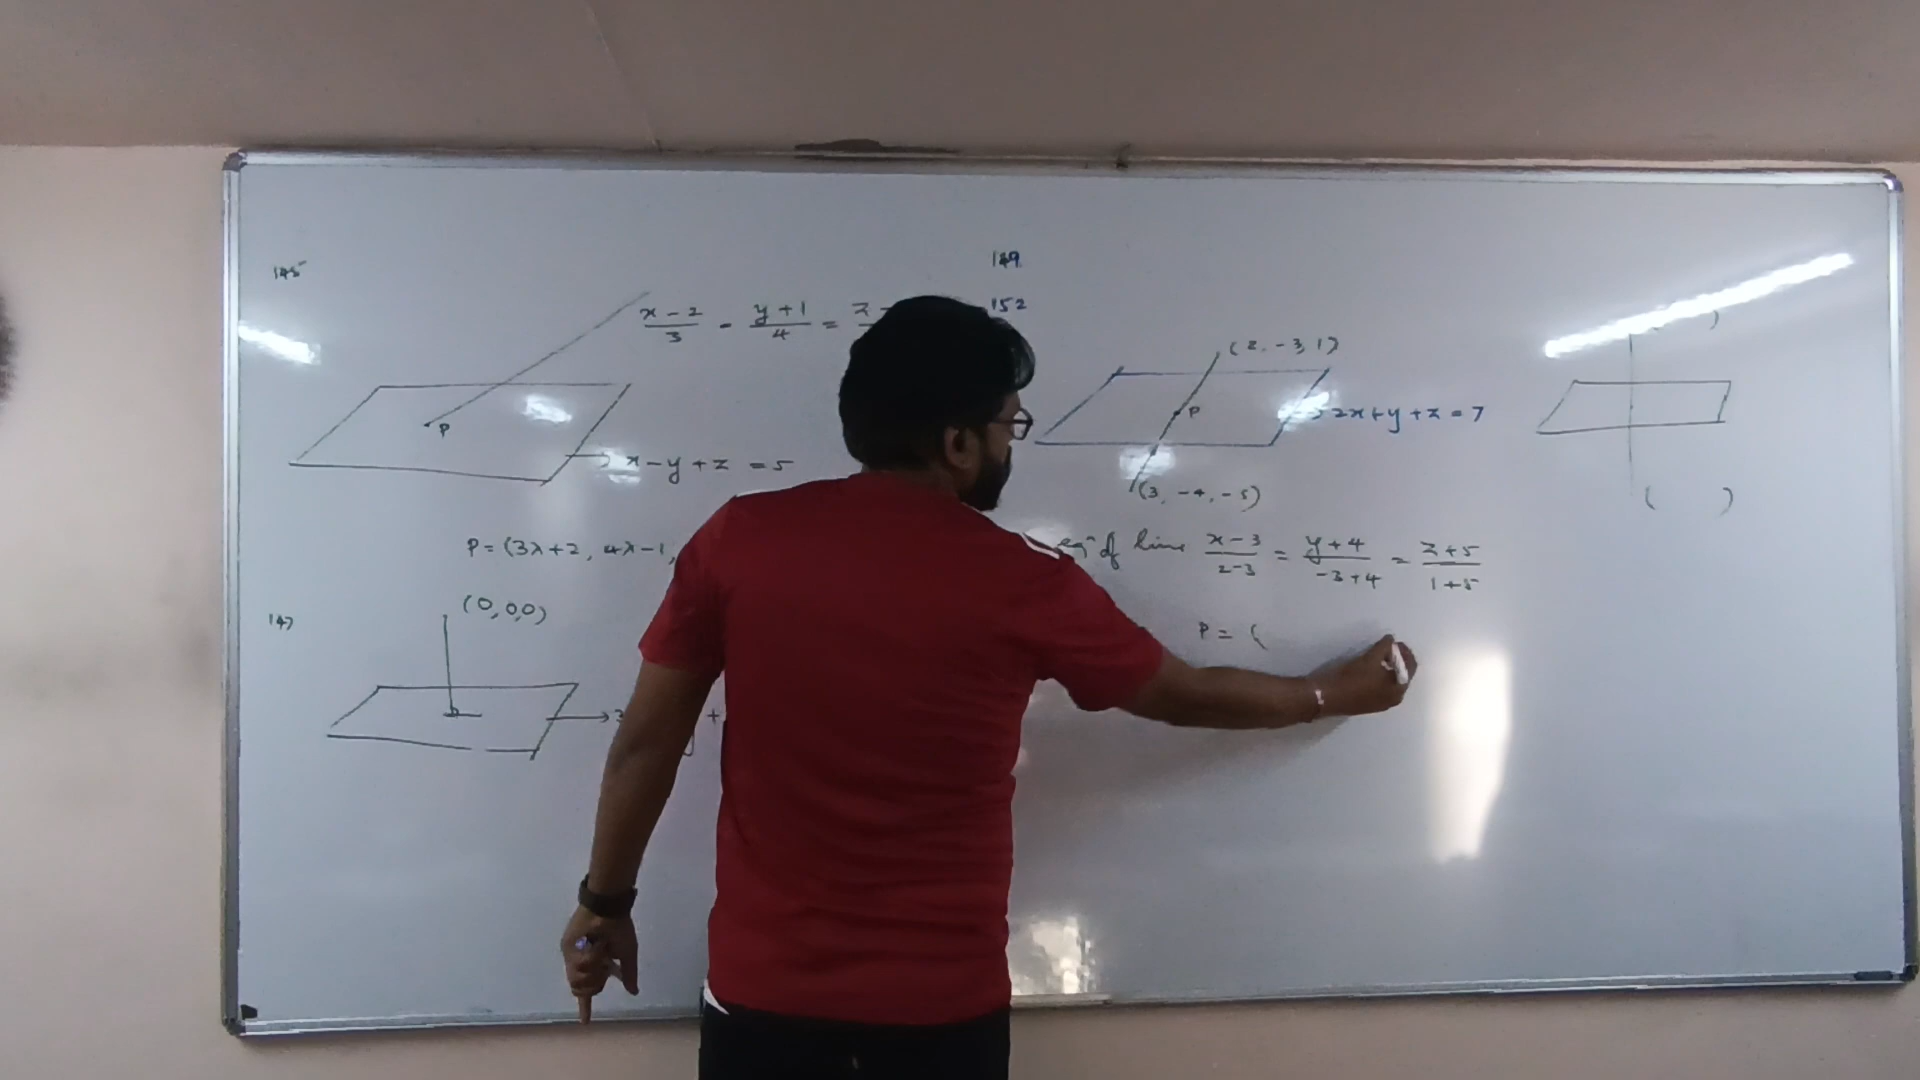 145
x-2/3 = y+1/4 =
P
x-y+z = 5
P=(3λ+2, 4λ-1,
147
(0,0,0)
149
152
(2, -3, 1)
P
2x+y+z = 7
(3, -4, -5)
eqn of line x-3/2-3 = y+4/-3+4 = z+5/1+5
P = (
( )